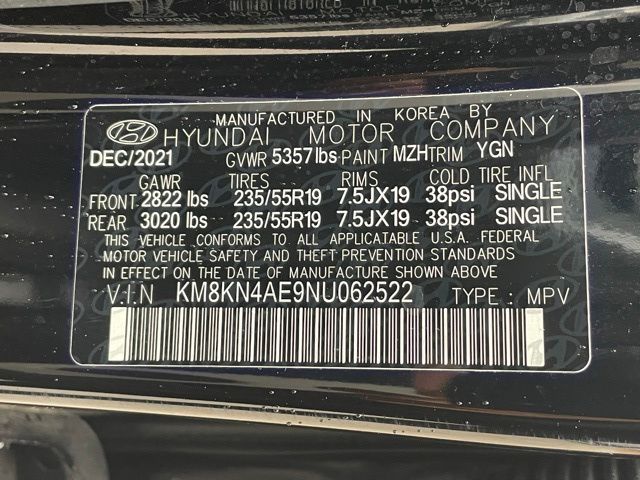 MANUFACTURED IN KOREA BY
HYUNDAI MOTOR COMPANY
DEC/2021 GVWR 5357 lbs PAINT MZH TRIM YGN
GAWR TIRES RIMS COLD TIRE INFL
FRONT 2822 lbs 235/55R19 7.5JX19 38psi SINGLE
REAR 3020 lbs 235/55R19 7.5JX19 38psi SINGLE
THIS VEHICLE CONFORMS TO ALL APPLICATABLE U.S.A. FEDERAL
MOTOR VEHICLE SAFETY AND THEFT PREVENTION STANDARDS
IN EFFECT ON THE DATE OF MANUFACTURE SHOWN ABOVE
V.I.N KM8KN4AE9NU062522 TYPE : MPV